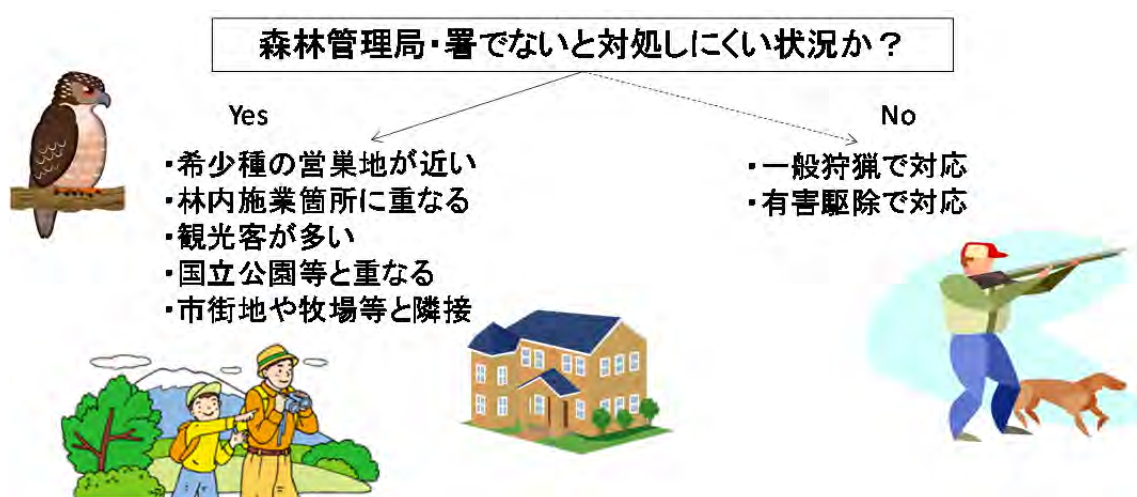 森林管理局・署でないと対処しにくい状況か？
Yes
・希少種の営巣地が近い
・林内施業箇所に重なる
・観光客が多い
・国立公園等と重なる
・市街地や牧場等と隣接
No
・一般狩猟で対応
・有害駆除で対応